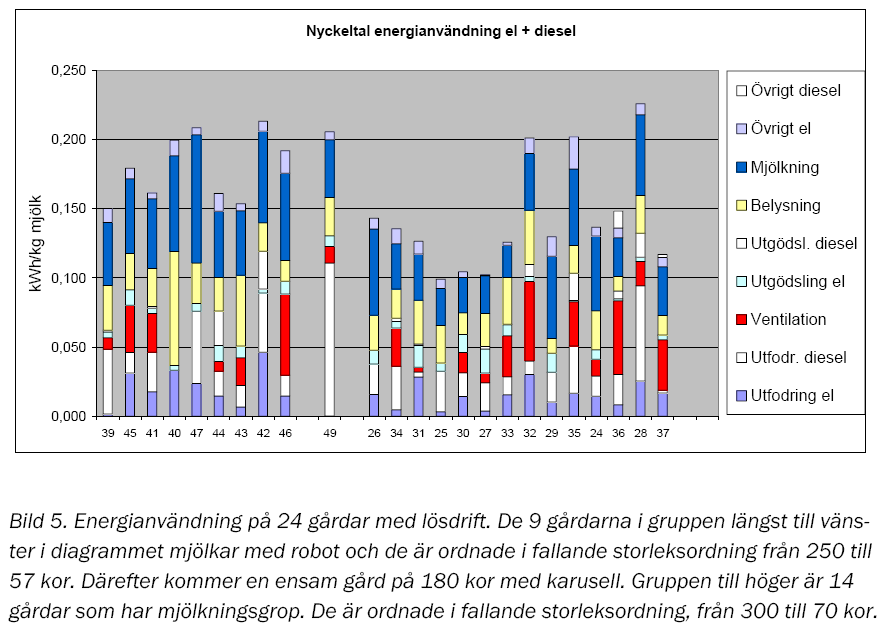 Nyckeltal energianvändning el + diesel
kWh/kg mjölk
0,250
0,200
0,150
0,100
0,050
0,000
39 45 41 40 47 44 43 42 46 49 26 34 31 25 30 27 33 32 29 35 24 36 28 37
Övrigt diesel
Övrigt el
Mjölkning
Belysning
Utgödsl. diesel
Utgödsling el
Ventilation
Utfodr. diesel
Utfodring el
Bild 5. Energianvändning på 24 gårdar med lösdrift. De 9 gårdarna i gruppen längst till väns-
ter i diagrammet mjölkar med robot och de är ordnade i fallande storleksordning från 250 till
57 kor. Därefter kommer en ensam gård på 180 kor med karusell. Gruppen till höger är 14
gårdar som har mjölkningsgrop. De är ordnade i fallande storleksordning, från 300 till 70 kor.